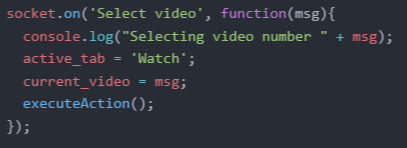 socket.on('Select video', function(msg){
  console.log("Selecting video number " + msg);
  active_tab = 'Watch';
  current_video = msg;
  executeAction();
});